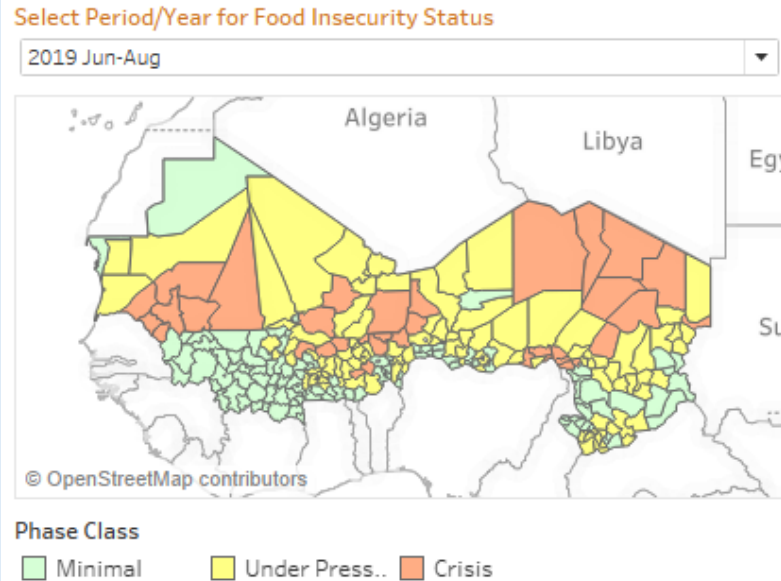 Select Period/Year for Food Insecurity Status
2019 Jun-Aug
Algeria
Libya
Egy
Su
© OpenStreetMap contributors
Phase Class
Minimal
Under Press..
Crisis